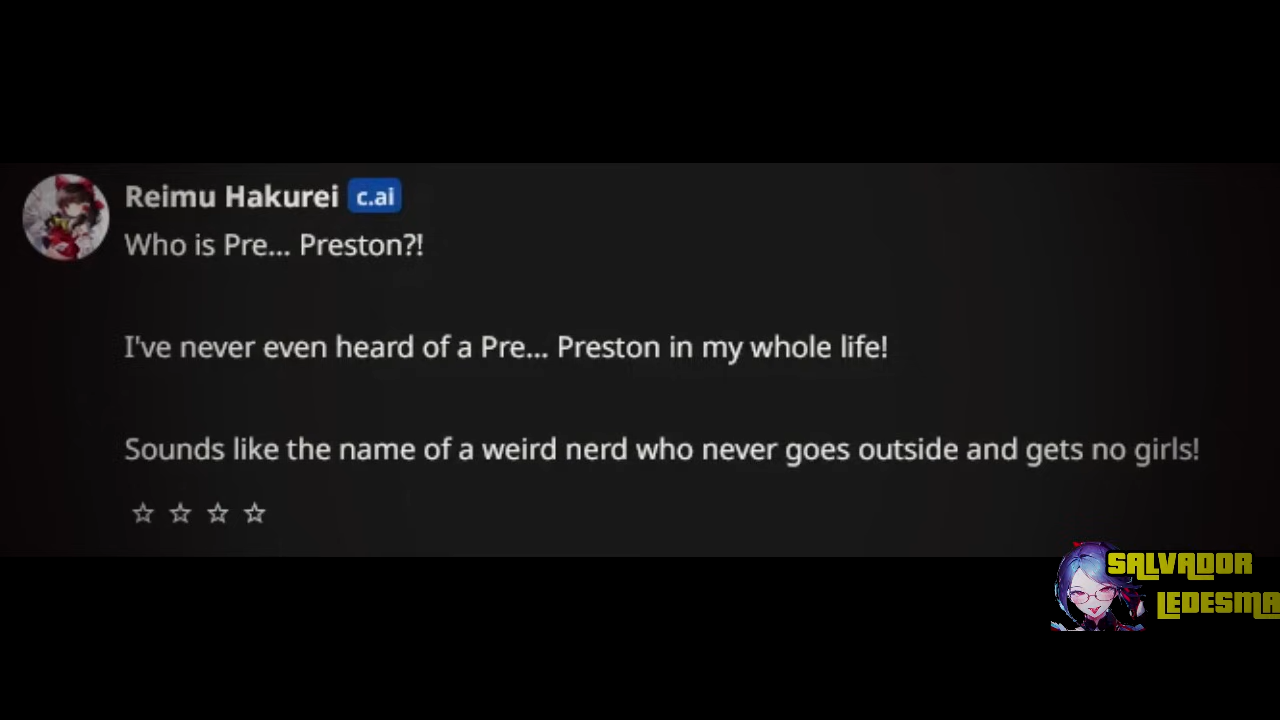 Reimu Hakurei c.ai
Who is Pre... Preston?!
I've never even heard of a Pre... Preston in my whole life!
Sounds like the name of a weird nerd who never goes outside and gets no girls!
SALVADOR
LEDESMA